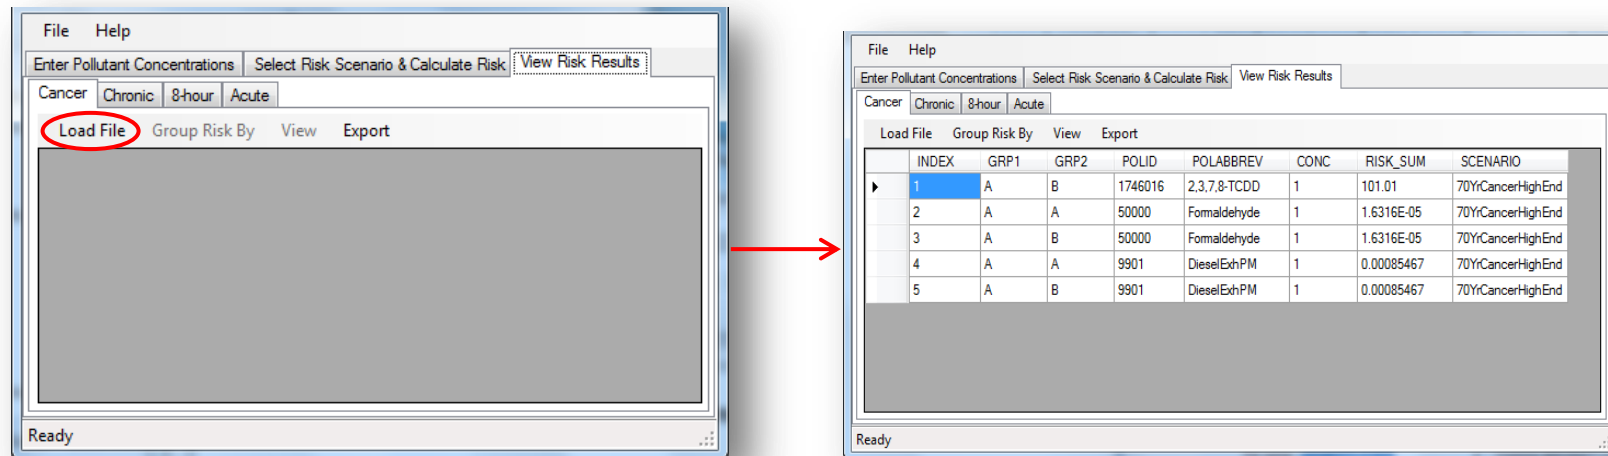 File Help
Enter Pollutant Concentrations Select Risk Scenario & Calculate Risk View Risk Results
Cancer Chronic 8-hour Acute
Load File Group Risk By View Export
Ready
File Help
Enter Pollutant Concentrations Select Risk Scenario & Calculate Risk View Risk Results
Cancer Chronic 8-hour Acute
Load File Group Risk By View Export
INDEX GRP1 GRP2 POLID POLABBREV CONC RISK_SUM SCENARIO
1 A B 1746016 2,3,7,8-TCDD 1 101.01 70YrCancerHighEnd
2 A A 50000 Formaldehyde 1 1.6316E-05 70YrCancerHighEnd
3 A B 50000 Formaldehyde 1 1.6316E-05 70YrCancerHighEnd
4 A A 9901 DieselExhPM 1 0.00085467 70YrCancerHighEnd
5 A B 9901 DieselExhPM 1 0.00085467 70YrCancerHighEnd
Ready